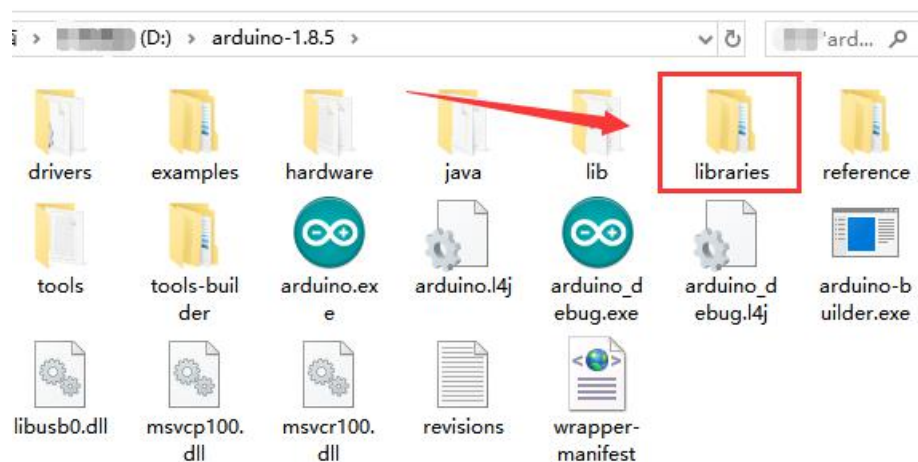 (D:) › arduino-1.8.5 ›
'ard...
drivers
examples
hardware
java
lib
libraries
reference
tools
tools-buil
der
arduino.ex
e
arduino.l4j
arduino_d
ebug.exe
arduino_d
ebug.l4j
arduino-b
uilder.exe
libusb0.dll
msvcp100.
dll
msvcr100.
dll
revisions
wrapper-
manifest